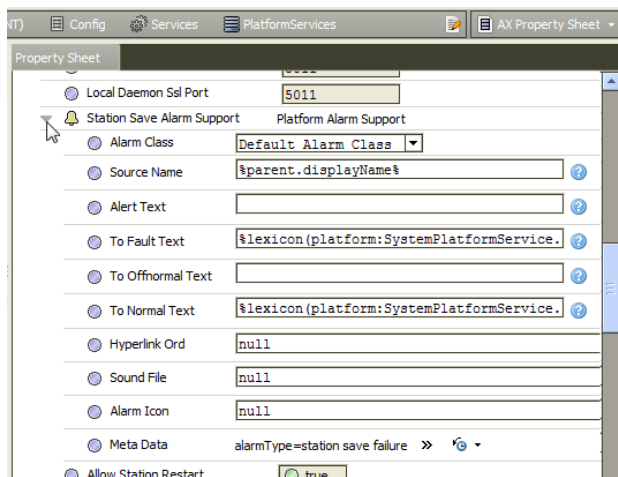 NT) Config Services PlatformServices AX Property Sheet
Property Sheet
Local Daemon Ssl Port 5011
Station Save Alarm Support Platform Alarm Support
Alarm Class Default Alarm Class
Source Name %parent.displayName%
Alert Text
To Fault Text %lexicon(platform:SystemPlatformService.
To Offnormal Text
To Normal Text %lexicon(platform:SystemPlatformService.
Hyperlink Ord null
Sound File null
Alarm Icon null
Meta Data alarmType=station save failure »
Allow Station Restart true